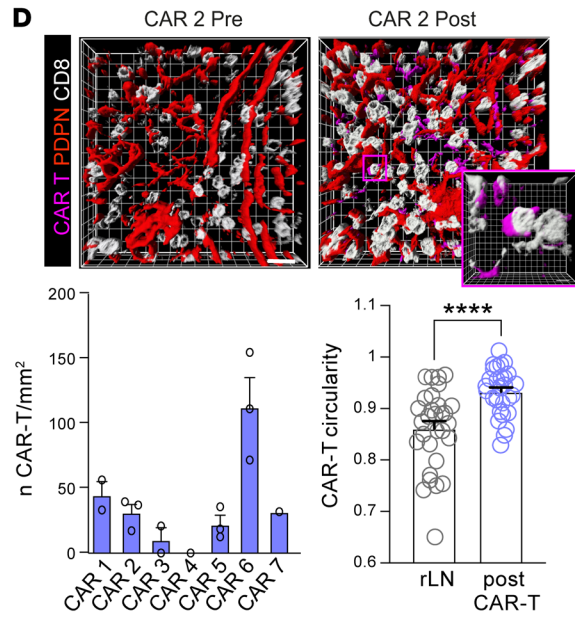 D
CAR 2 Pre
CAR 2 Post
CAR T PDPN CD8
200
150
100
50
0
n CAR-T/mm²
CAR 1
CAR 2
CAR 3
CAR 4
CAR 5
CAR 6
CAR 7
1.1
1
0.9
0.8
0.7
0.6
CAR-T circularity
****
rLN
post
CAR-T